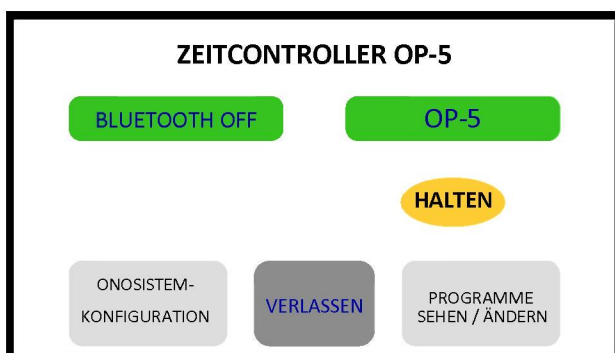 ZEITCONTROLLER OP-5
BLUETOOTH OFF
OP-5
HALTEN
ONOSISTEM-
KONFIGURATION
VERLASSEN
PROGRAMME
SEHEN / ÄNDERN